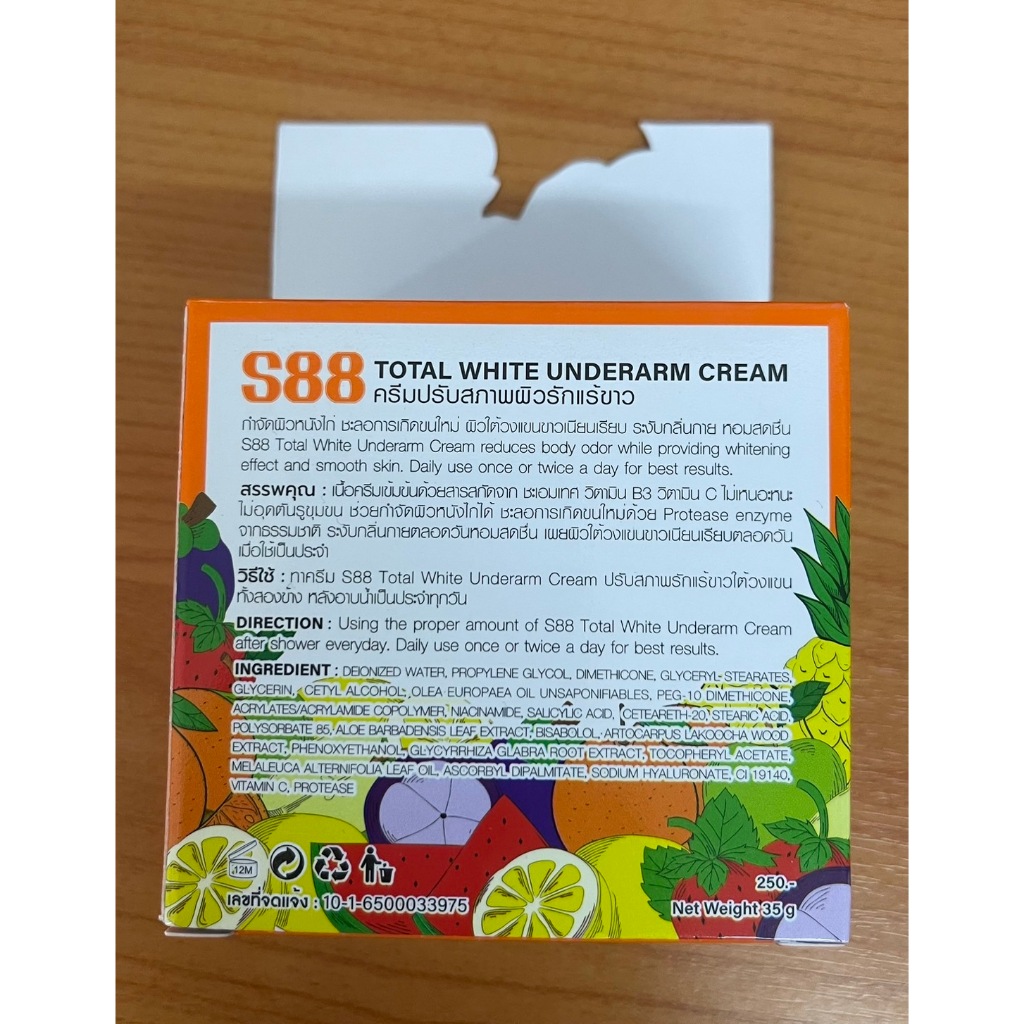 S88 TOTAL WHITE UNDERARM CREAM
ครีมปรับสภาพผิวรักแร้ขาว
กำจัดผิวหนังไก่ ชะลอการเกิดขนใหม่ ผิวใต้วงแขนขาวเนียนเรียบ ระงับกลิ่นกาย หอมสดชื่น
S88 Total White Underarm Cream reduces body odor while providing whitening
effect and smooth skin. Daily use once or twice a day for best results.
สรรพคุณ : เนื้อครีมเข้มข้นด้วยสารสกัดจาก ชะเอมเทศ วิตามิน B3 วิตามิน C ไม่เหนอะหนะ
ไม่อุดตันรูขุมขน ช่วยกำจัดผิวหนังไก่ได้ ชะลอการเกิดขนใหม่ด้วย Protease enzyme
จากธรรมชาติ ระงับกลิ่นกายตลอดวันหอมสดชื่น เผยผิวใต้วงแขนขาวเนียนเรียบตลอดวัน
เมื่อใช้เป็นประจำ
วิธีใช้ : ทาครีม S88 Total White Underarm Cream ปรับสภาพรักแร้ขาวใต้วงแขน
ทั้งสองข้าง หลังอาบน้ำเป็นประจำทุกวัน
DIRECTION : Using the proper amount of S88 Total White Underarm Cream
after shower everyday. Daily use once or twice a day for best results.
INGREDIENT : DEIONIZED WATER, PROPYLENE GLYCOL, DIMETHICONE, GLYCERYL STEARATES,
GLYCERIN, CETYL ALCOHOL, OLEA EUROPAEA OIL UNSAPONIFIABLES, PEG-10 DIMETHICONE,
ACRYLATES/ACRYLAMIDE COPOLYMER, NIACINAMIDE, SALICYLIC ACID, CETEARETH-20, STEARIC ACID,
POLYSORBATE 85, ALOE BARBADENSIS LEAF EXTRACT, BISABOLOL, ARTOCARPUS LAKOOCHA WOOD
EXTRACT, PHENOXYETHANOL, GLYCYRRHIZA GLABRA ROOT EXTRACT, TOCOPHERYL ACETATE,
MELALEUCA ALTERNIFOLIA LEAF OIL, ASCORBYL DIPALMITATE, SODIUM HYALURONATE, CI 19140,
VITAMIN C, PROTEASE
12M
250.-
เลขที่จดแจ้ง : 10-1-6500033975
Net Weight 35 g